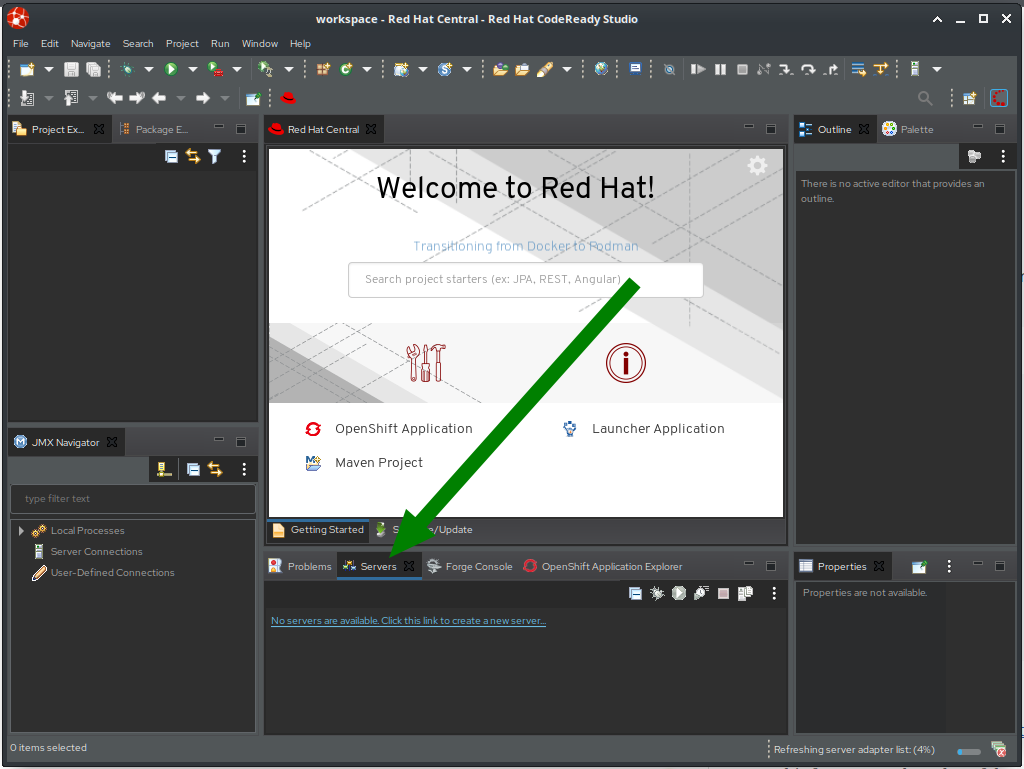 workspace - Red Hat Central - Red Hat CodeReady Studio
File Edit Navigate Search Project Run Window Help
Project Ex... Package E...
Red Hat Central
Outline Palette
Welcome to Red Hat!
Transitioning from Docker to Podman
Search project starters (ex: JPA, REST, Angular)
OpenShift Application
Launcher Application
Maven Project
Getting Started
/Update
There is no active editor that provides an
outline.
JMX Navigator
type filter text
Local Processes
Server Connections
User-Defined Connections
Problems Servers Forge Console OpenShift Application Explorer
No servers are available. Click this link to create a new server...
Properties
Properties are not available.
0 items selected
Refreshing server adapter list: (4%)